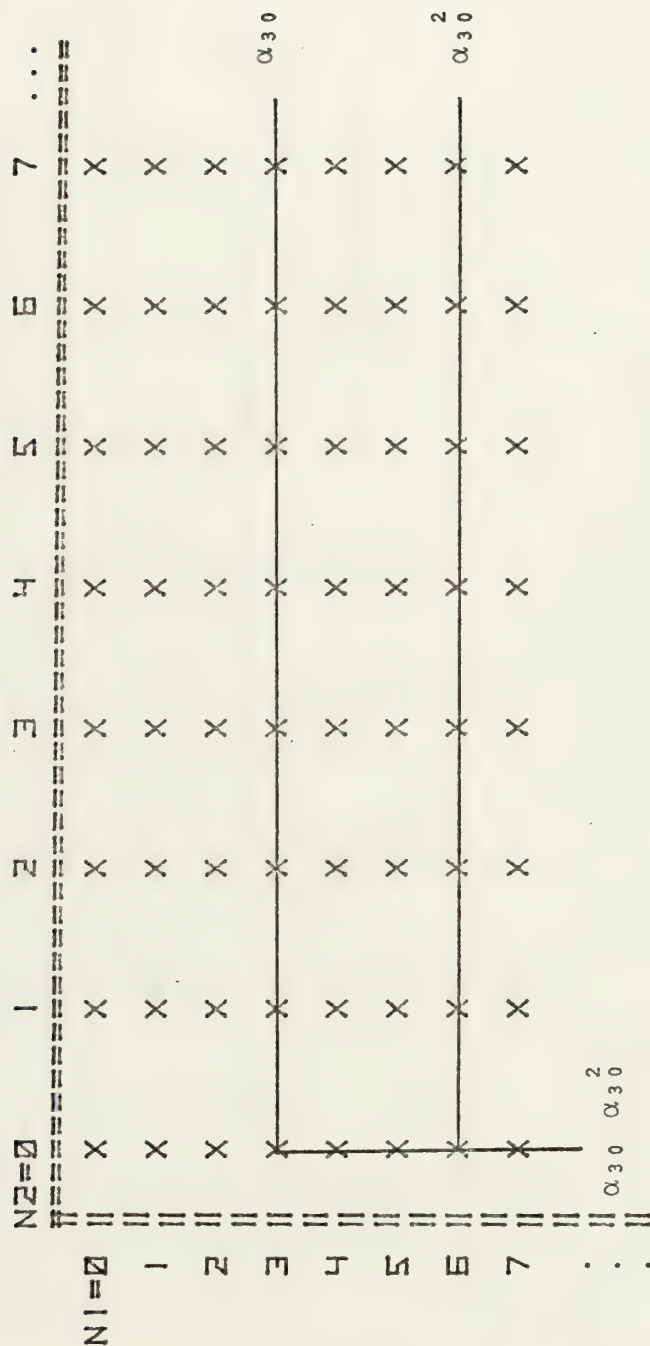 N2=0 1 2 3 4 5 6 7 ...
N1=0 X X X X X X X X
1 X X X X X X X X
2 X X X X X X X X
3 X X X X X X X X α30
4 X X X X X X X X
5 X X X X X X X X
6 X X X X X X X X α30²
7 X X X X X X X X
...
α30 α30²